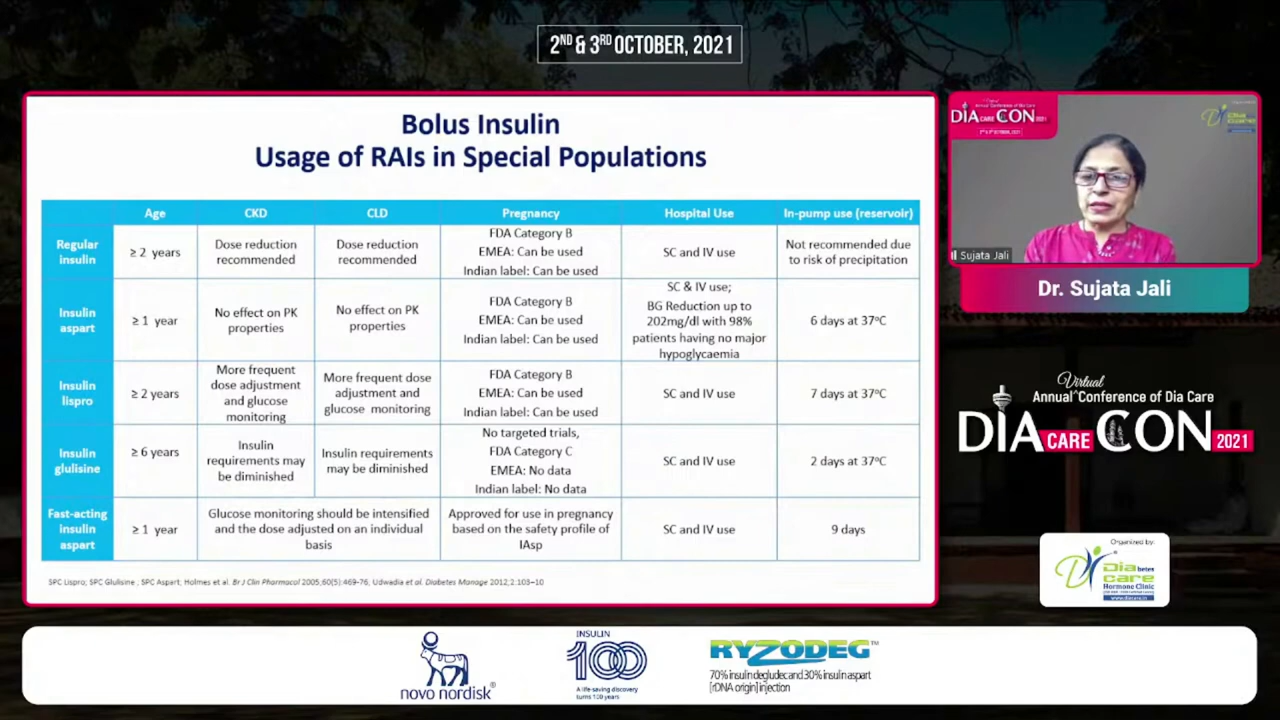 2ND & 3RD OCTOBER, 2021
Bolus Insulin
Usage of RAIs in Special Populations
Age
CKD
CLD
Pregnancy
Hospital Use
In-pump use (reservoir)
Regular
insulin
≥ 2 years
Dose reduction
recommended
Dose reduction
recommended
FDA Category B
EMEA: Can be used
Indian label: Can be used
SC and IV use
Not recommended due
to risk of precipitation
Insulin
aspart
≥ 1 year
No effect on PK
properties
No effect on PK
properties
FDA Category B
EMEA: Can be used
Indian label: Can be used
SC & IV use;
BG Reduction up to
202mg/dl with 98%
patients having no major
hypoglycaemia
6 days at 37°C
Insulin
lispro
≥ 2 years
More frequent
dose adjustment
and glucose
monitoring
More frequent dose
adjustment and
glucose monitoring
FDA Category B
EMEA: Can be used
Indian label: Can be used
SC and IV use
7 days at 37°C
Insulin
glulisine
≥ 6 years
Insulin
requirements may
be diminished
Insulin requirements
may be diminished
No targeted trials,
FDA Category C
EMEA: No data
Indian label: No data
SC and IV use
2 days at 37°C
Fast-acting
insulin
aspart
≥ 1 year
Glucose monitoring should be intensified
and the dose adjusted on an individual
basis
Approved for use in pregnancy
based on the safety profile of
IAsp
SC and IV use
9 days
SPC Lispro; SPC Glulisine ; SPC Aspart; Holmes et al. Br J Clin Pharmacol 2005;60(5):469-76, Udwadia et al. Diabetes Manage 2012;2:103–10
Annual Conference of Dia Care
DIA CARE CON 2021
Sujata Jali
Dr. Sujata Jali
Virtual
Annual ^ Conference of Dia Care
DIA CARE CON 2021
Organized by:
Diabetes
care
Hormone Clinic
www.diacare.in
novo nordisk®
INSULIN
100
A life-saving discovery
turns 100 years
RYZODEG™
70% insulin degludec and 30% insulin aspart
[rDNA origin] injection